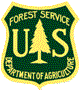 FOREST SERVICE
U S
DEPARTMENT OF AGRICULTURE